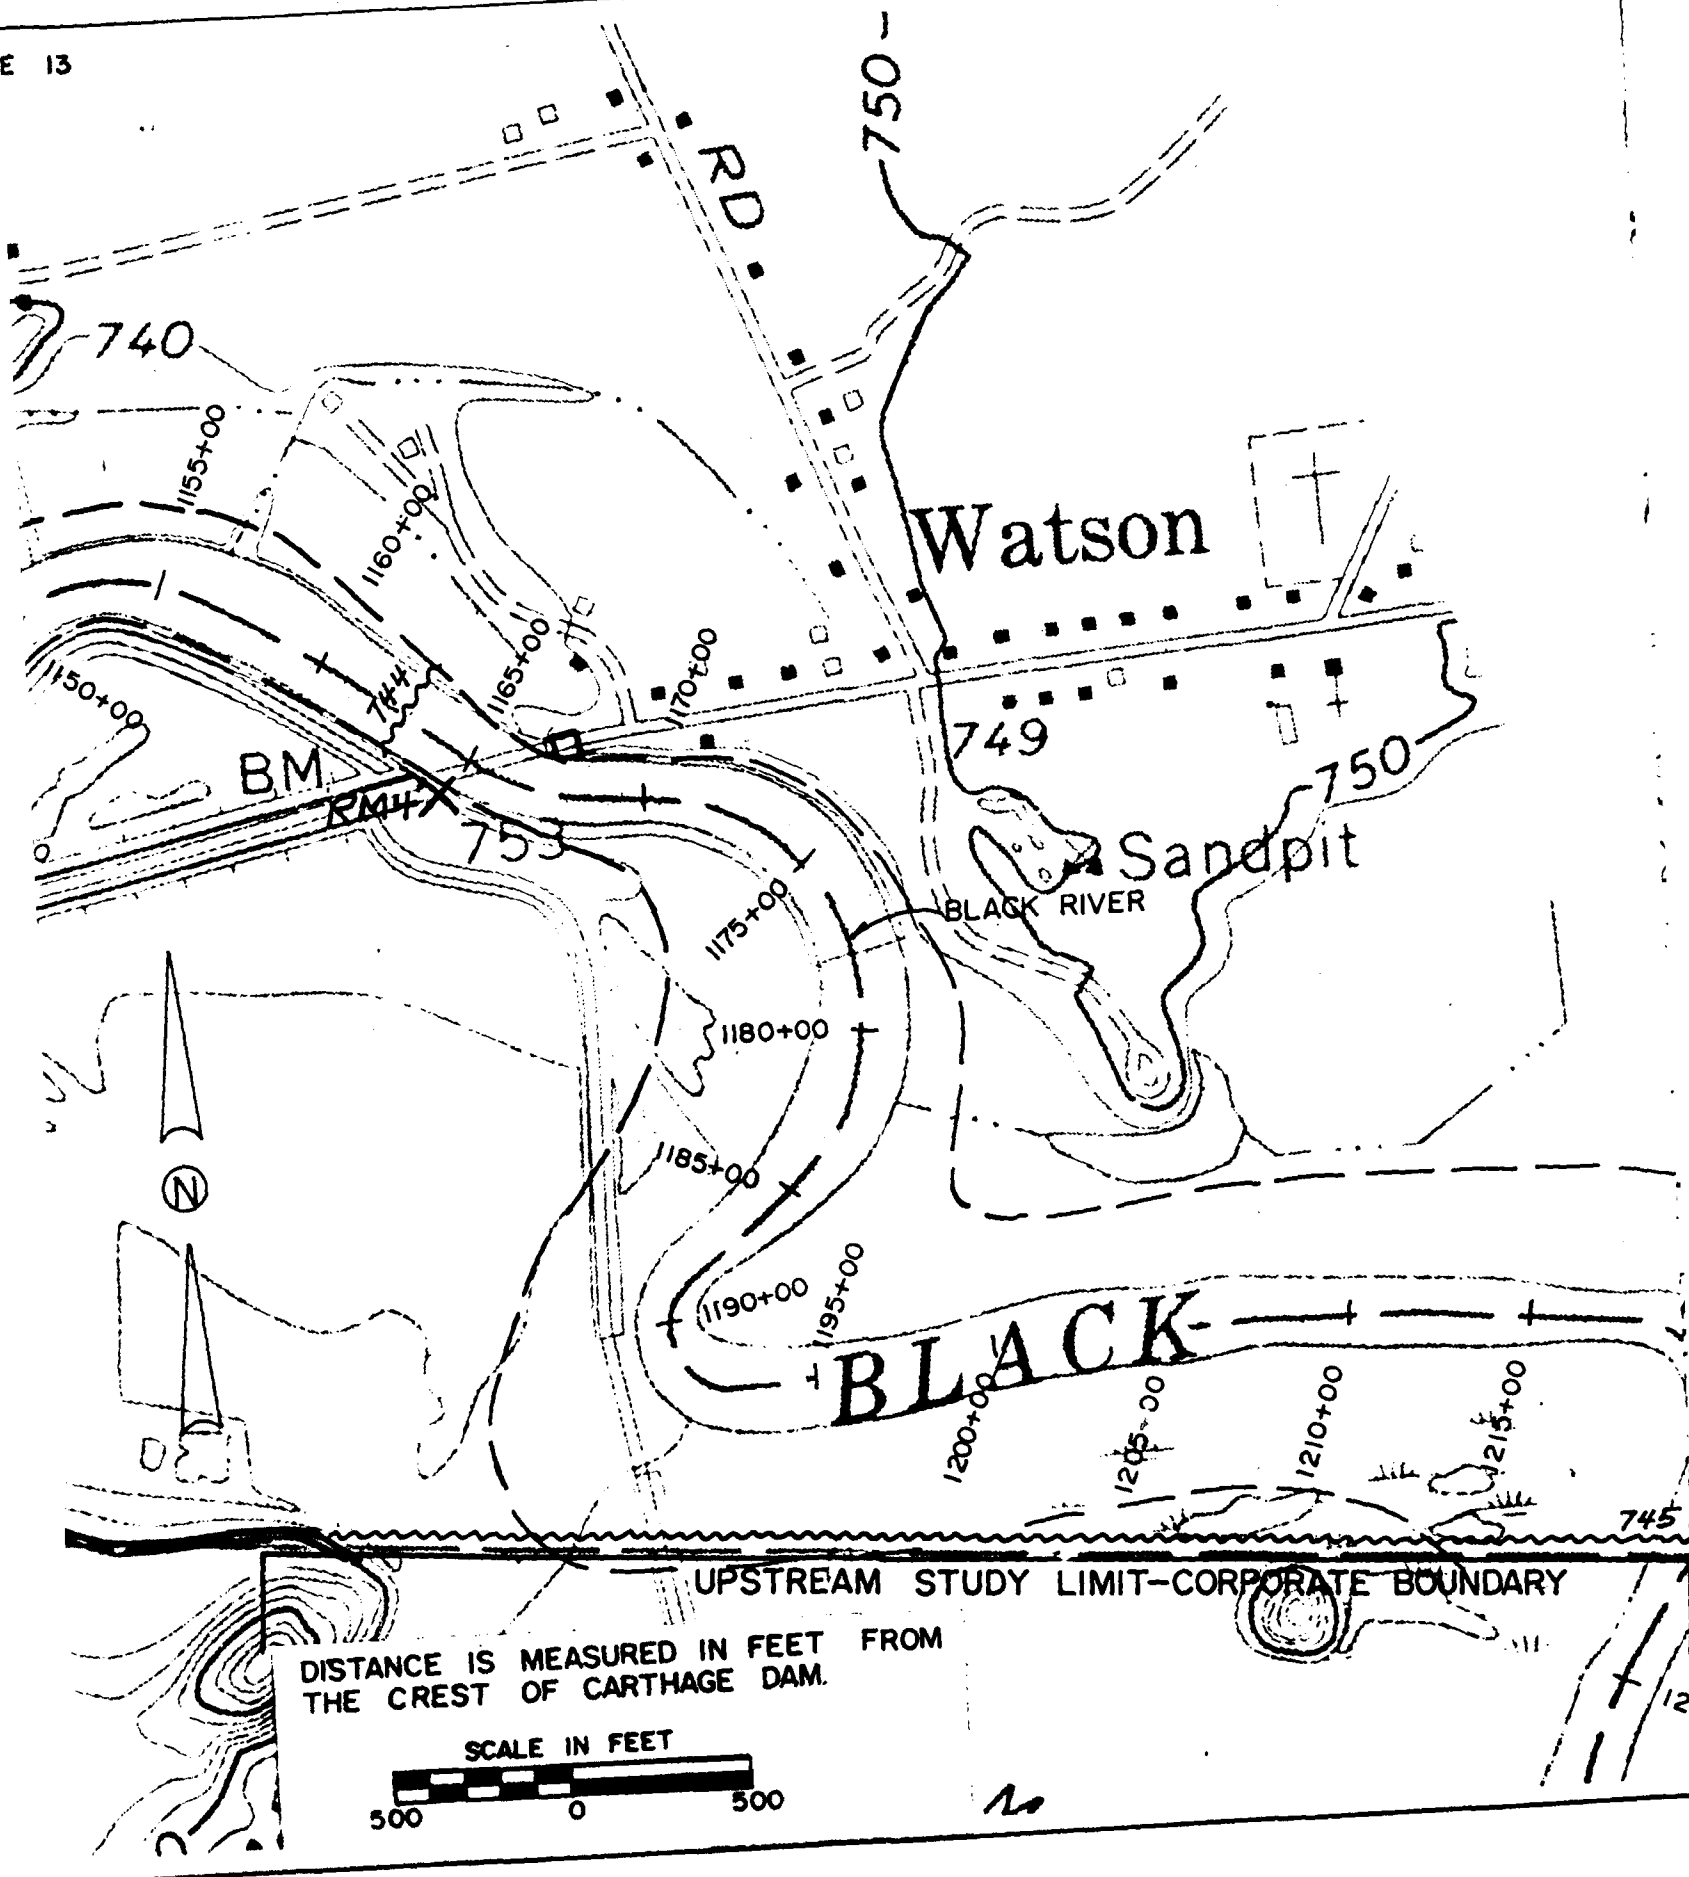 E 13
750
RD
740
1155+00
1160+00
Watson
744
1165+00
1170+00
1150+00
BM
RM4
753
749
750
Sandpit
BLACK RIVER
1175+00
1180+00
N
1185+00
1190+00
1195+00
BLACK
1200+00
1205+00
1210+00
1215+00
745
UPSTREAM STUDY LIMIT-CORPORATE BOUNDARY
DISTANCE IS MEASURED IN FEET FROM
THE CREST OF CARTHAGE DAM.
12
SCALE IN FEET
500 0 500